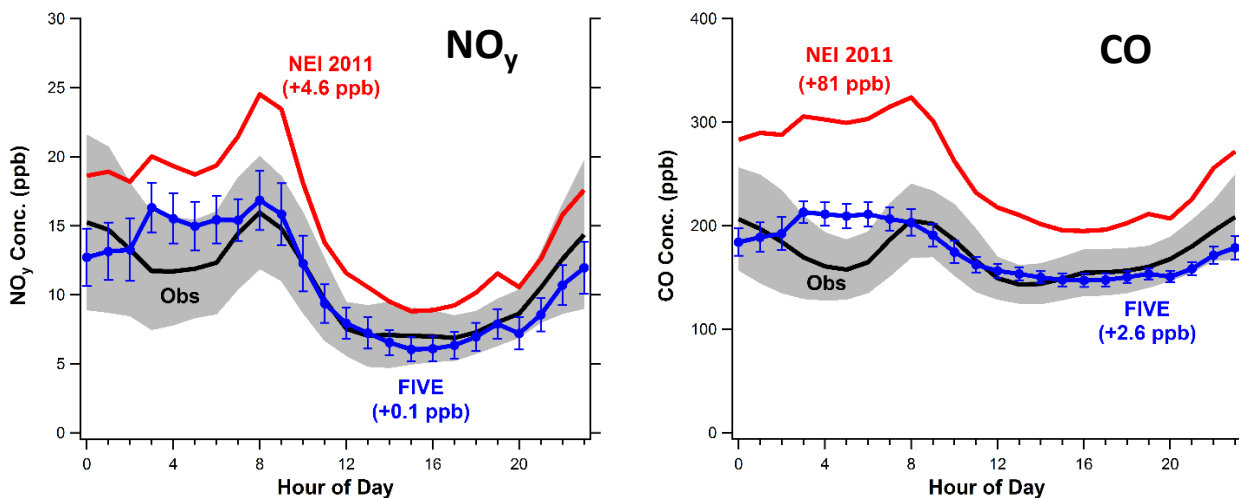 NOy
NEI 2011
(+4.6 ppb)
Obs
FIVE
(+0.1 ppb)
NOy Conc. (ppb)
30
25
20
15
10
5
0
0
4
8
12
16
20
Hour of Day
CO
NEI 2011
(+81 ppb)
Obs
FIVE
(+2.6 ppb)
CO Conc. (ppb)
400
300
200
100
0
0
4
8
12
16
20
Hour of Day